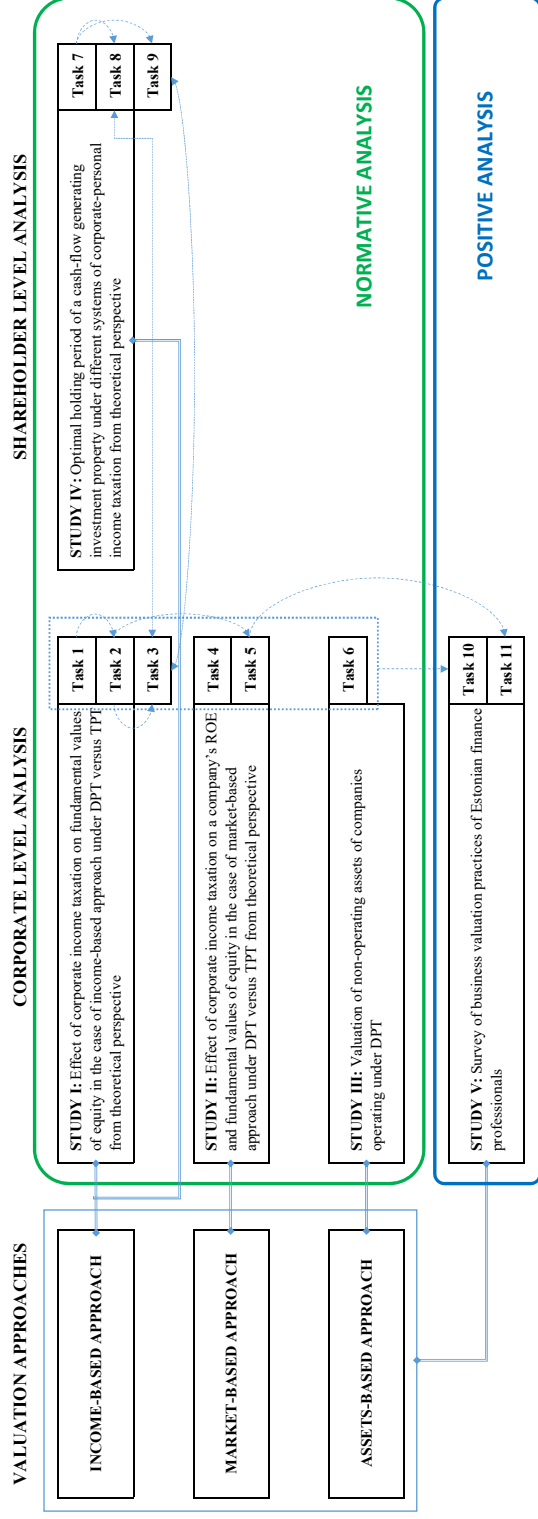 VALUATION APPROACHES
CORPORATE LEVEL ANALYSIS
SHAREHOLDER LEVEL ANALYSIS
INCOME-BASED APPROACH
STUDY I: Effect of corporate income taxation on fundamental values
of equity in the case of income-based approach under DPT versus TPT
from theoretical perspective
Task 1
Task 2
Task 3
STUDY IV: Optimal holding period of a cash-flow generating
investment property under different systems of corporate-personal
income taxation from theoretical perspective
Task 7
Task 8
Task 9
MARKET-BASED APPROACH
STUDY II: Effect of corporate income taxation on a company's ROE
and fundamental values of equity in the case of market-based
approach under DPT versus TPT from theoretical perspective
Task 4
Task 5
ASSETS-BASED APPROACH
STUDY III: Valuation of non-operating assets of companies
operating under DPT
Task 6
NORMATIVE ANALYSIS
STUDY V: Survey of business valuation practices of Estonian finance
professionals
Task 10
Task 11
POSITIVE ANALYSIS